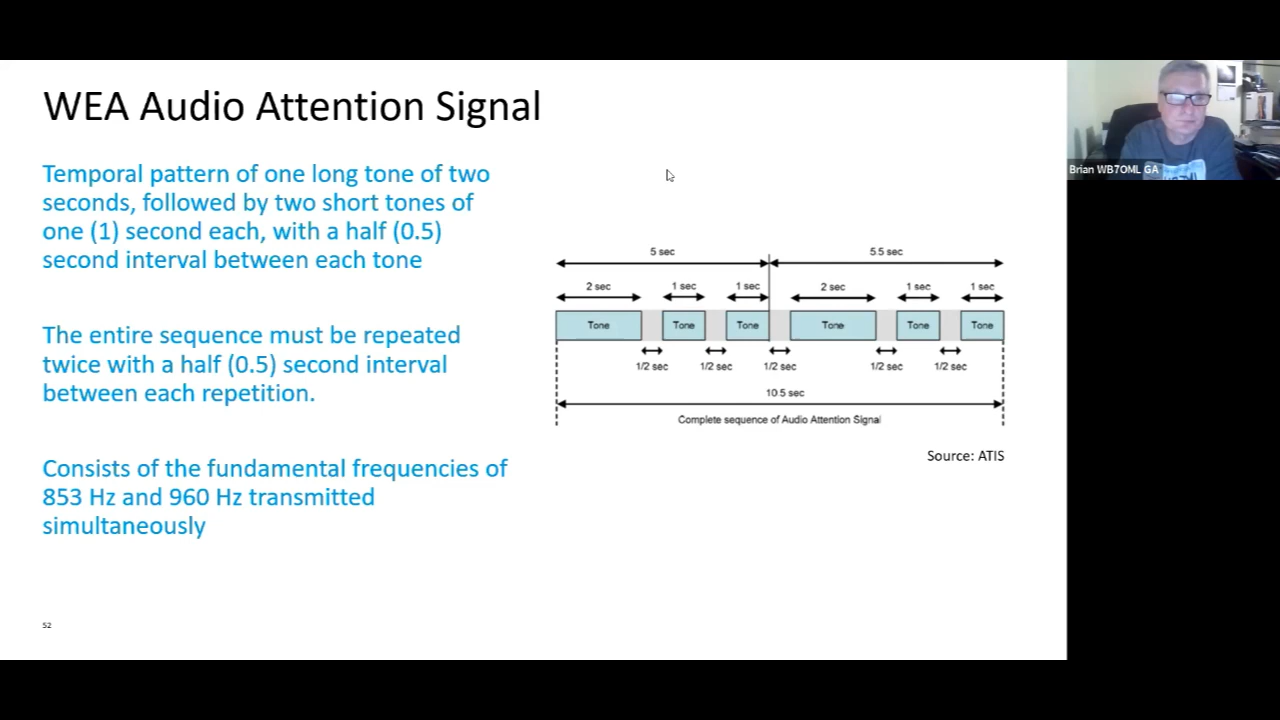 WEA Audio Attention Signal
Temporal pattern of one long tone of two
seconds, followed by two short tones of
one (1) second each, with a half (0.5)
second interval between each tone
The entire sequence must be repeated
twice with a half (0.5) second interval
between each repetition.
Consists of the fundamental frequencies of
853 Hz and 960 Hz transmitted
simultaneously
5 sec 5.5 sec
2 sec 1 sec 1 sec 2 sec 1 sec 1 sec
Tone Tone Tone Tone Tone Tone
1/2 sec 1/2 sec 1/2 sec 1/2 sec 1/2 sec
10.5 sec
Complete sequence of Audio Attention Signal
Source: ATIS
52
Brian WB7OML GA